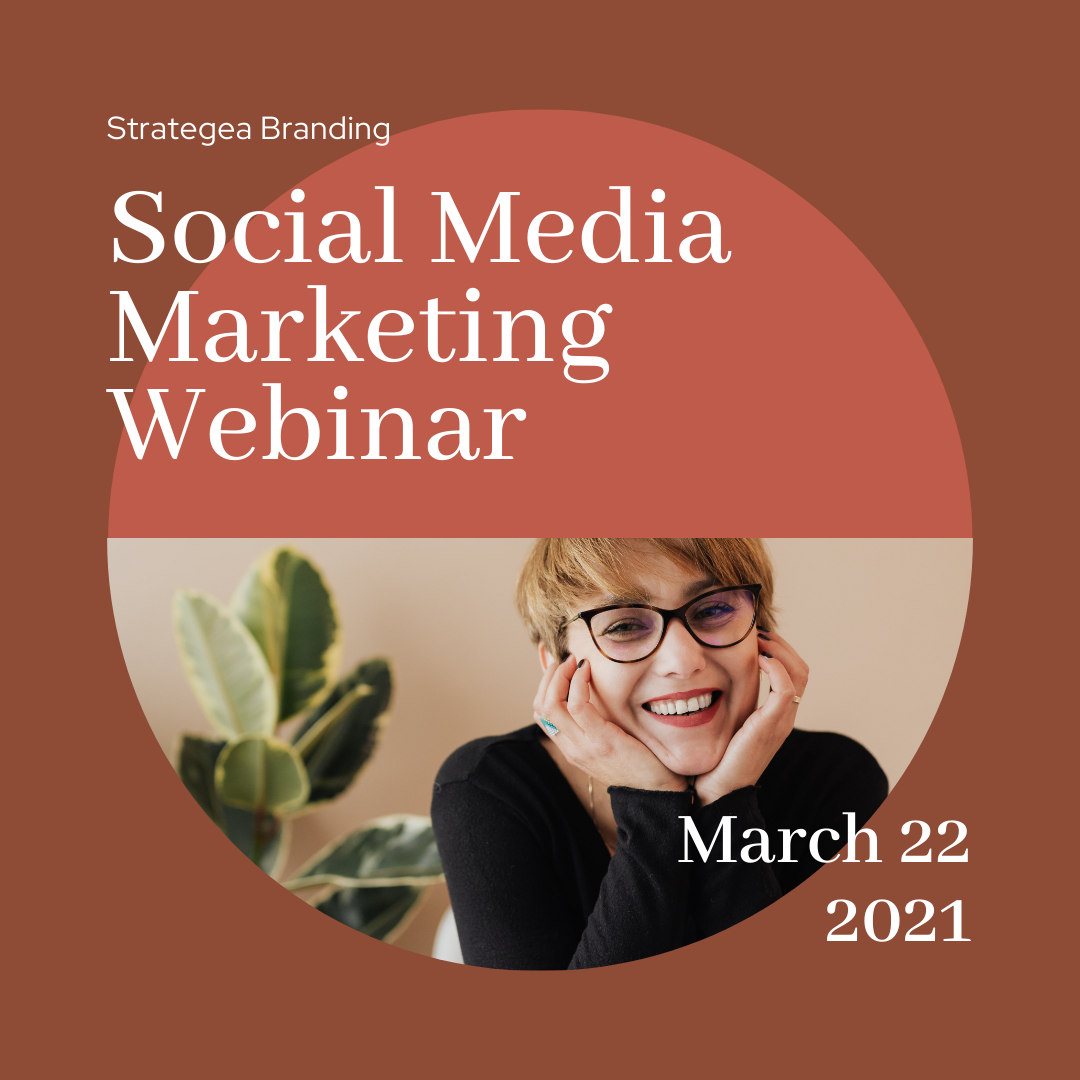 Strategea Branding
Social Media
Marketing
Webinar
March 22
2021